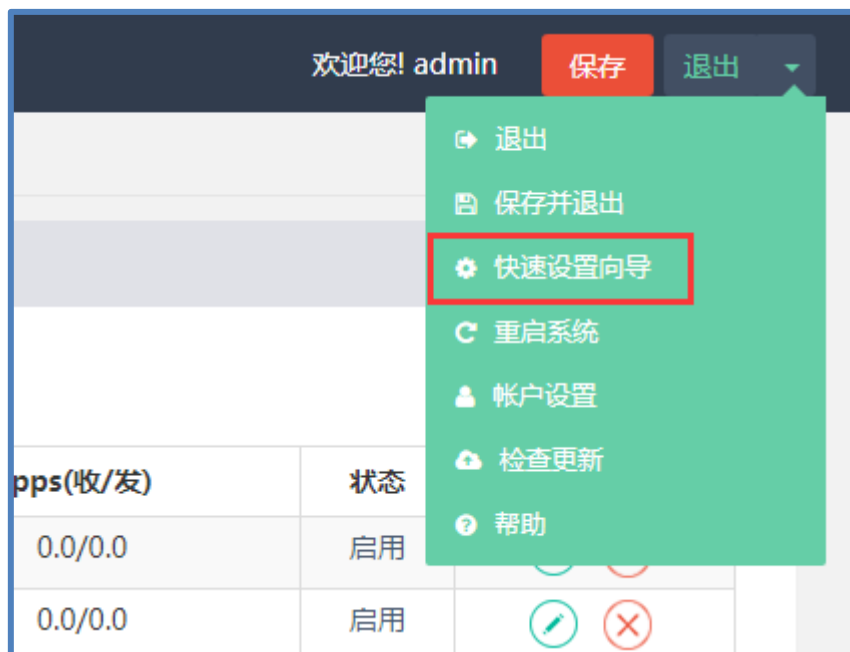 欢迎您! admin 保存 退出
退出
保存并退出
快速设置向导
重启系统
帐户设置
检查更新
帮助
pps(收/发) 状态
0.0/0.0 启用
0.0/0.0 启用